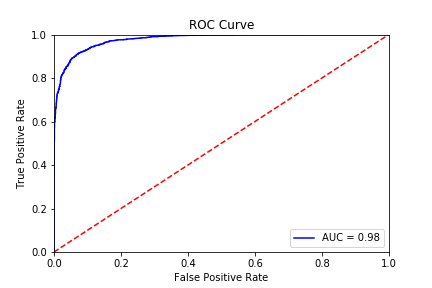 ROC Curve
True Positive Rate
1.0
0.8
0.6
0.4
0.2
0.0
AUC = 0.98
0.0 0.2 0.4 0.6 0.8 1.0
False Positive Rate